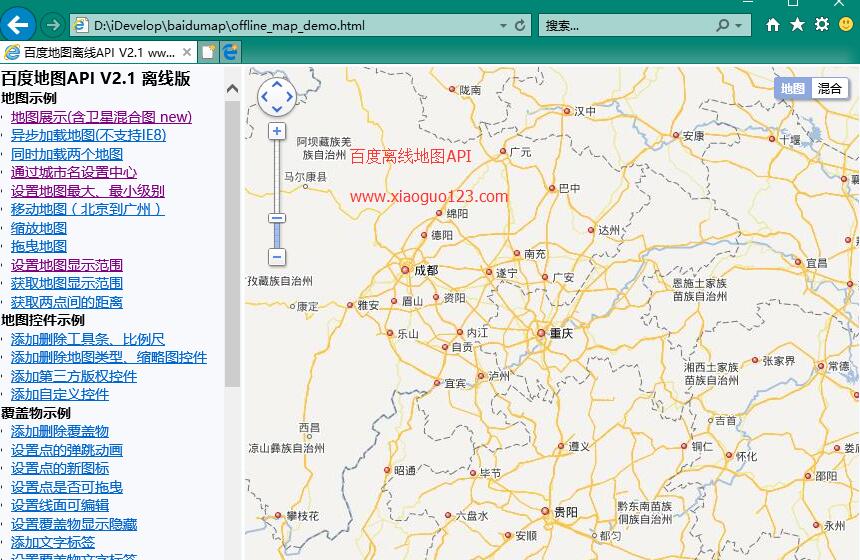 D:\iDevelop\baidumap\offline_map_demo.html
搜索...
百度地图离线API V2.1 ww...
百度地图API V2.1 离线版
地图示例
地图展示(含卫星混合图 new)
异步加载地图(不支持IE8)
同时加载两个地图
通过城市名设置中心
设置地图最大、最小级别
移动地图（北京到广州）
缩放地图
拖曳地图
设置地图显示范围
获取地图显示范围
获取两点间的距离
地图控件示例
添加删除工具条、比例尺
添加删除地图类型、缩略图控件
添加第三方版权控件
添加自定义控件
覆盖物示例
添加删除覆盖物
设置点的弹跳动画
设置点的新图标
设置点是否可拖曳
设置线面可编辑
设置覆盖物显示隐藏
添加文字标签
设置覆盖物文字标签
地图
混合
百度离线地图API
www.xiaoguo123.com
陇南
汉中
安康
十堰
襄
阿坝藏族羌
族自治州
马尔康县
广元
巴中
绵阳
德阳
达州
南充
成都
遂宁
广安
宜昌
恩施土家族
苗族自治州
孜藏族自治州
康定
雅安
眉山
资阳
乐山
内江
自贡
重庆
宜宾
泸州
湘西土家族
苗族自治州
张家界
常德
西昌
凉山彝族自治州
吉首
遵义
铜仁
怀化
娄底
昭通
毕节
邵阳
攀枝花
六盘水
贵阳
黔东南苗族
侗族自治州
安顺
都匀
永州